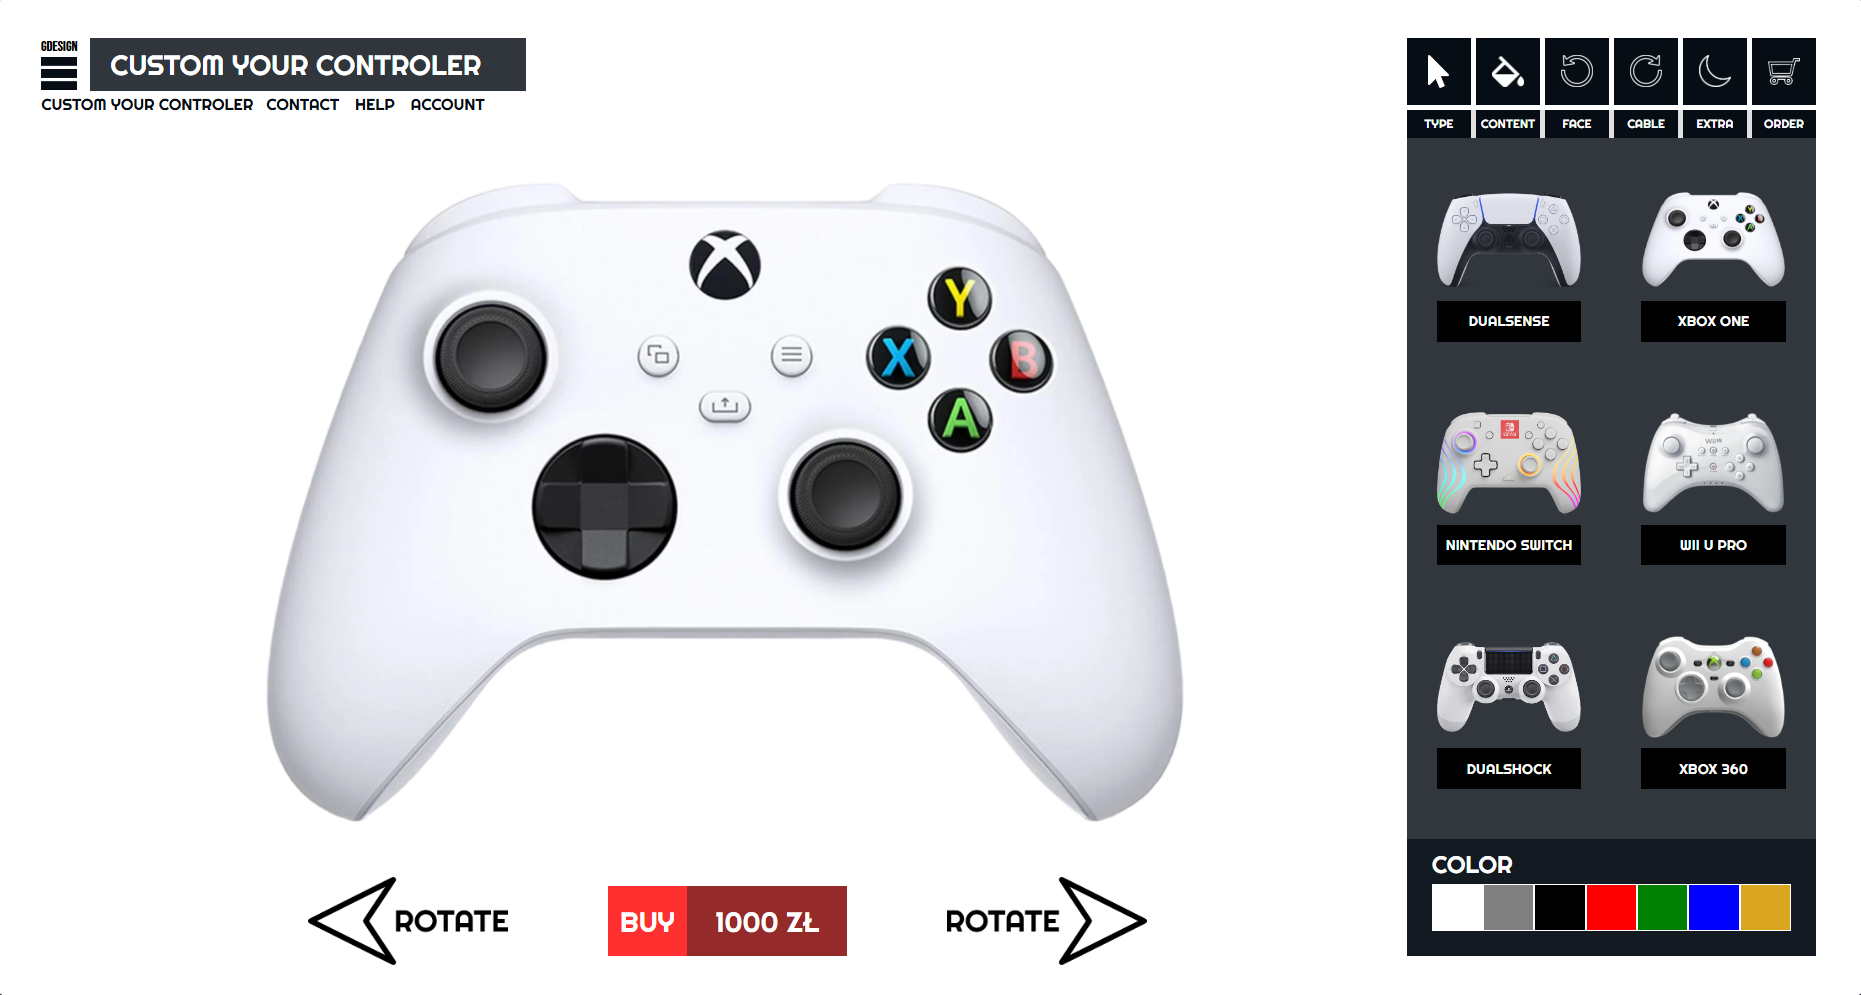 GDESIGN
CUSTOM YOUR CONTROLER
CUSTOM YOUR CONTROLER CONTACT HELP ACCOUNT
TYPE CONTENT FACE CABLE EXTRA ORDER
Y
X B
A
DUALSENSE XBOX ONE
NINTENDO SWITCH WII U PRO
DUALSHOCK XBOX 360
COLOR
ROTATE BUY 1000 ZŁ ROTATE